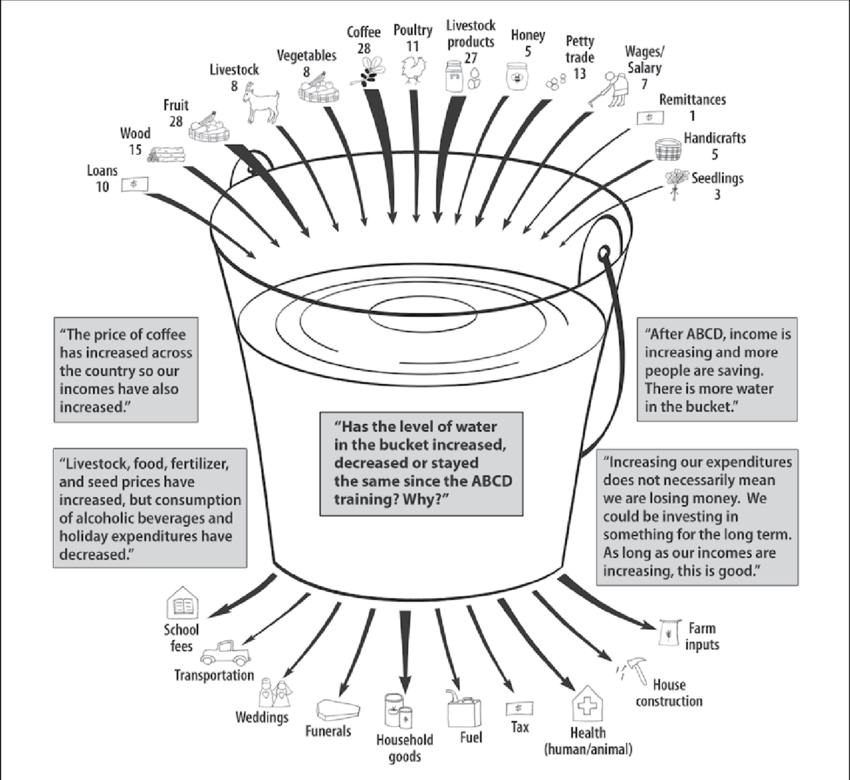 Loans
10
Wood
15
Fruit
28
Livestock
8
Vegetables
8
Coffee
28
Poultry
11
Livestock
products
27
Honey
5
Petty
trade
13
Wages/
Salary
7
Remittances
1
Handicrafts
5
Seedlings
3
“The price of coffee
has increased across
the country so our
incomes have also
increased.”
“After ABCD, income is
increasing and more
people are saving.
There is more water
in the bucket.”
“Has the level of water
in the bucket increased,
decreased or stayed
the same since the ABCD
training? Why?”
“Livestock, food, fertilizer,
and seed prices have
increased, but consumption
of alcoholic beverages and
holiday expenditures have
decreased.”
“Increasing our expenditures
does not necessarily mean
we are losing money. We
could be investing in
something for the long term.
As long as our incomes are
increasing, this is good.”
School
fees
Transportation
Weddings
Funerals
Household
goods
Fuel
Tax
Health
(human/animal)
House
construction
Farm
inputs